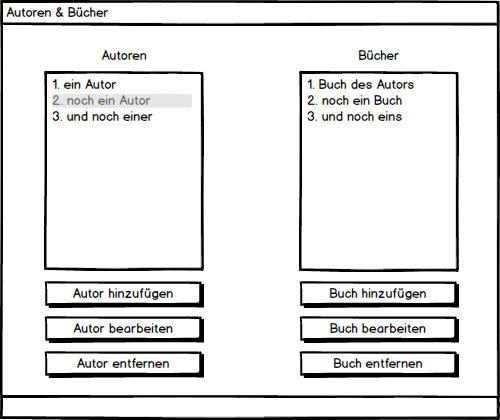 Autoren & Bücher
Autoren
1. ein Autor
2. noch ein Autor
3. und noch einer
Autor hinzufügen
Autor bearbeiten
Autor entfernen
Bücher
1. Buch des Autors
2. noch ein Buch
3. und noch eins
Buch hinzufügen
Buch bearbeiten
Buch entfernen